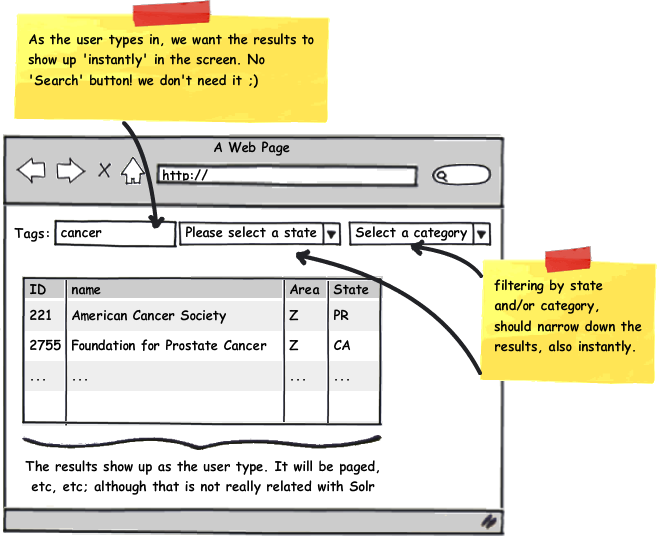 As the user types in, we want the results to
show up 'instantly' in the screen. No
'Search' button! we don't need it ;)
A Web Page
http://
Tags: cancer Please select a state Select a category
filtering by state
and/or category,
should narrow down the
results, also instantly.
ID name Area State
221 American Cancer Society Z PR
2755 Foundation for Prostate Cancer Z CA
... ... ... ...
The results show up as the user type. It will be paged,
etc, etc; although that is not really related with Solr